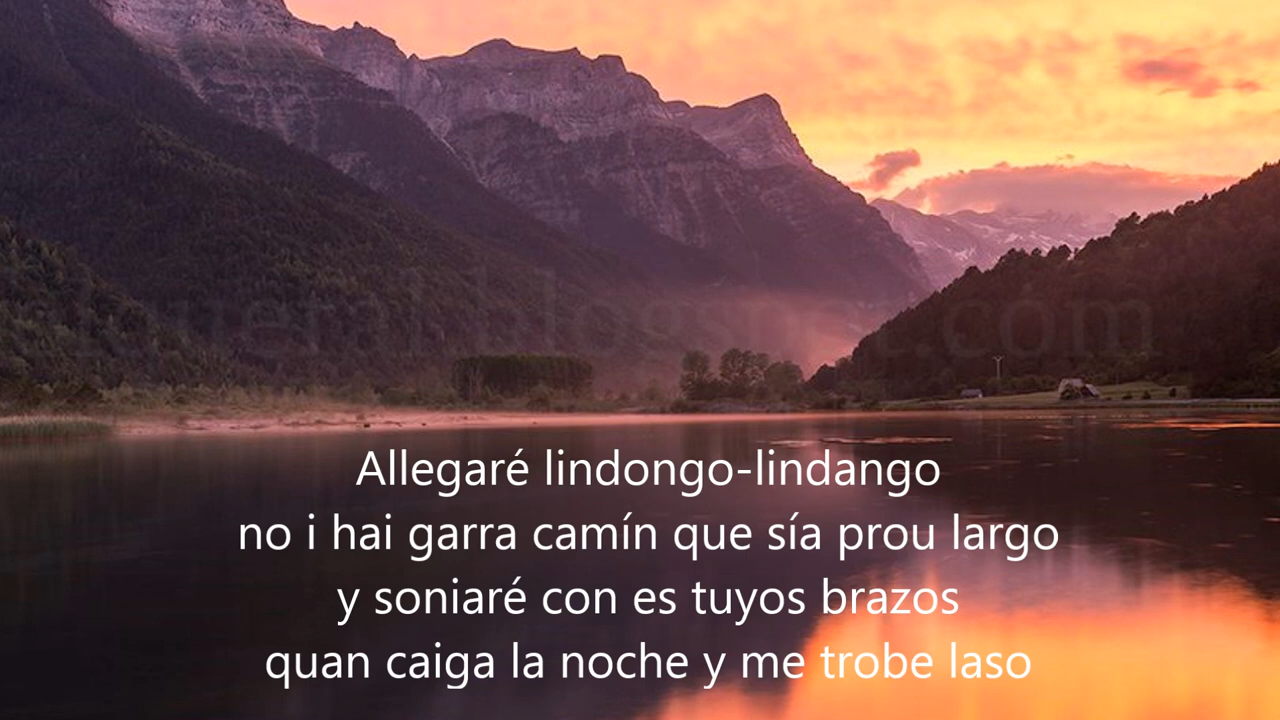 Allegaré lindongo-lindango
no i hai garra camín que sía prou largo
y soniaré con es tuyos brazos
quan caiga la noche y me trobe laso